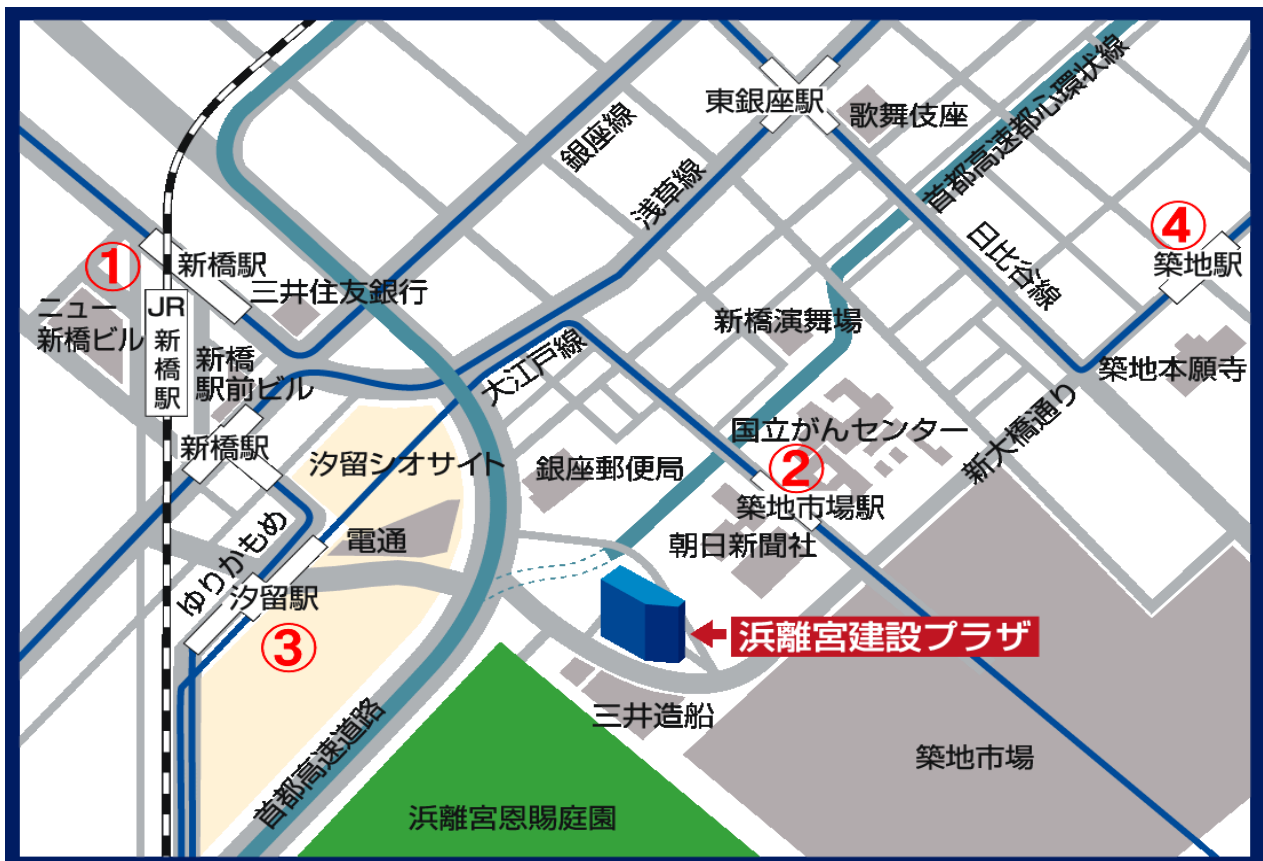 東銀座駅
歌舞伎座
首都高速都心環状線
銀座線
浅草線
日比谷線
④
築地駅
①
新橋駅
三井住友銀行
ニュー
新橋ビル
JR
新橋駅
新橋
駅前ビル
新橋演舞場
築地本願寺
大江戸線
新橋駅
汐留シオサイト
銀座郵便局
国立がんセンター
②
築地市場駅
新大橋通り
電通
朝日新聞社
ゆりかもめ
汐留駅
③
浜離宮建設プラザ
三井造船
首都高速道路
築地市場
浜離宮恩賜庭園